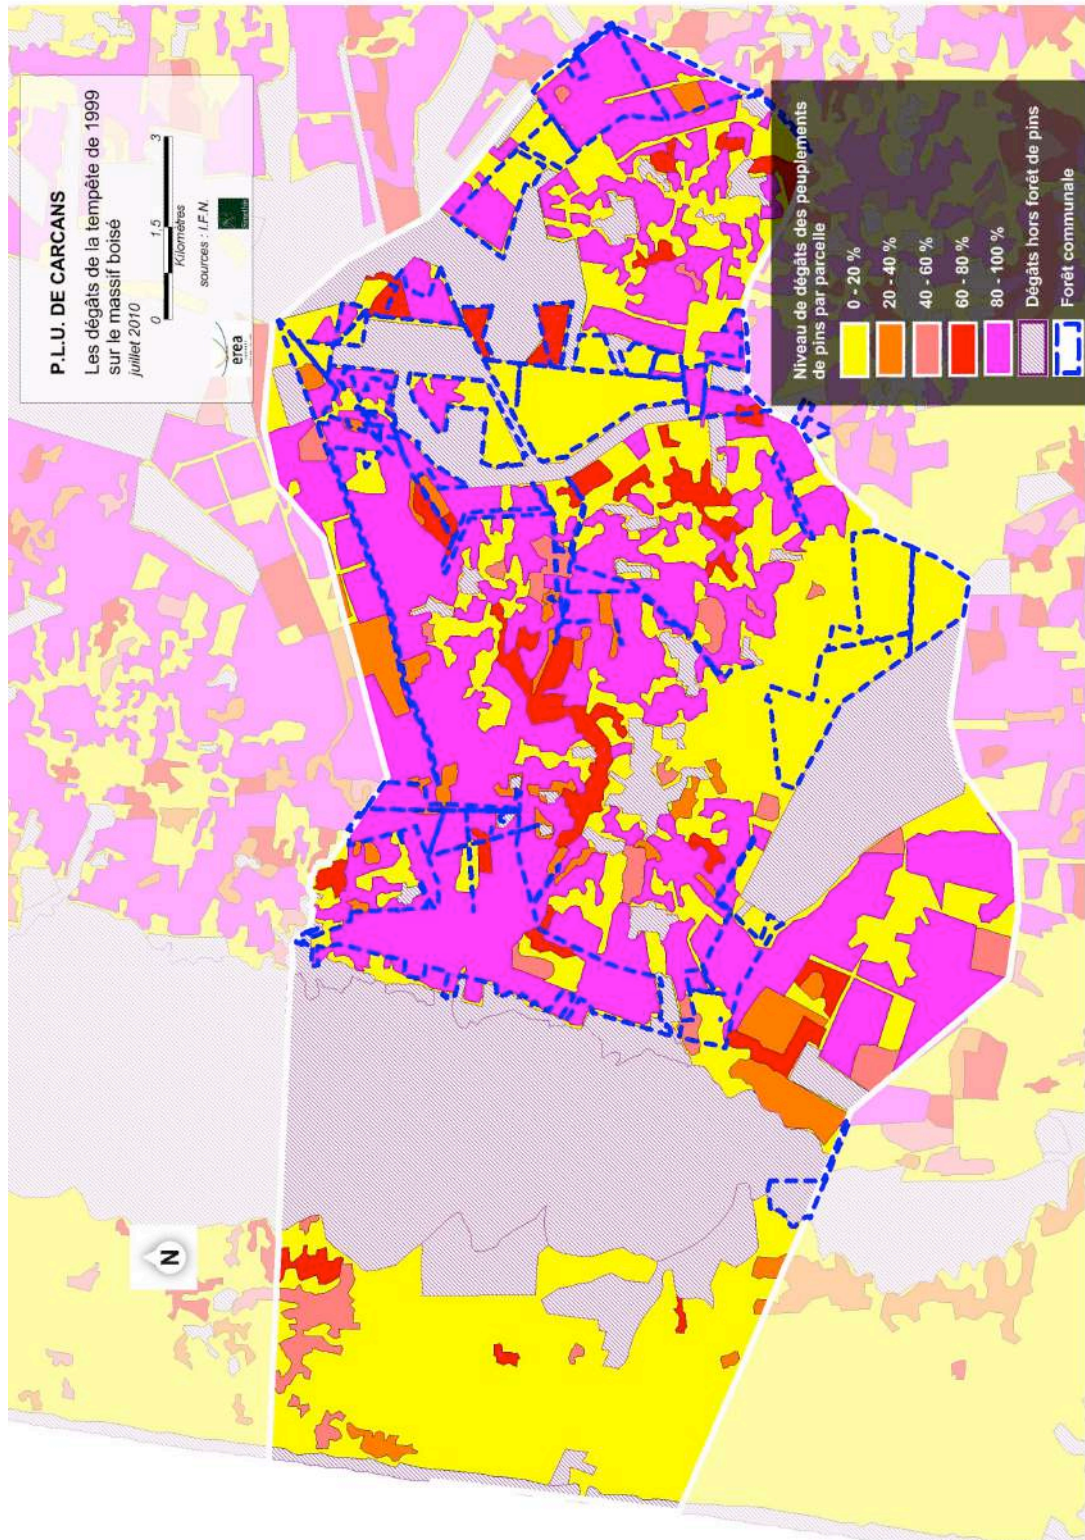 P.L.U. DE CARCANS
Les dégâts de la tempête de 1999
sur le massif boisé
juillet 2010
0 1,5 3
Kilomètres
sources : I.F.N.
erea
N
Niveau de dégâts des peuplements
de pins par parcelle
0 - 20 %
20 - 40 %
40 - 60 %
60 - 80 %
80 - 100 %
Dégâts hors forêt de pins
Forêt communale